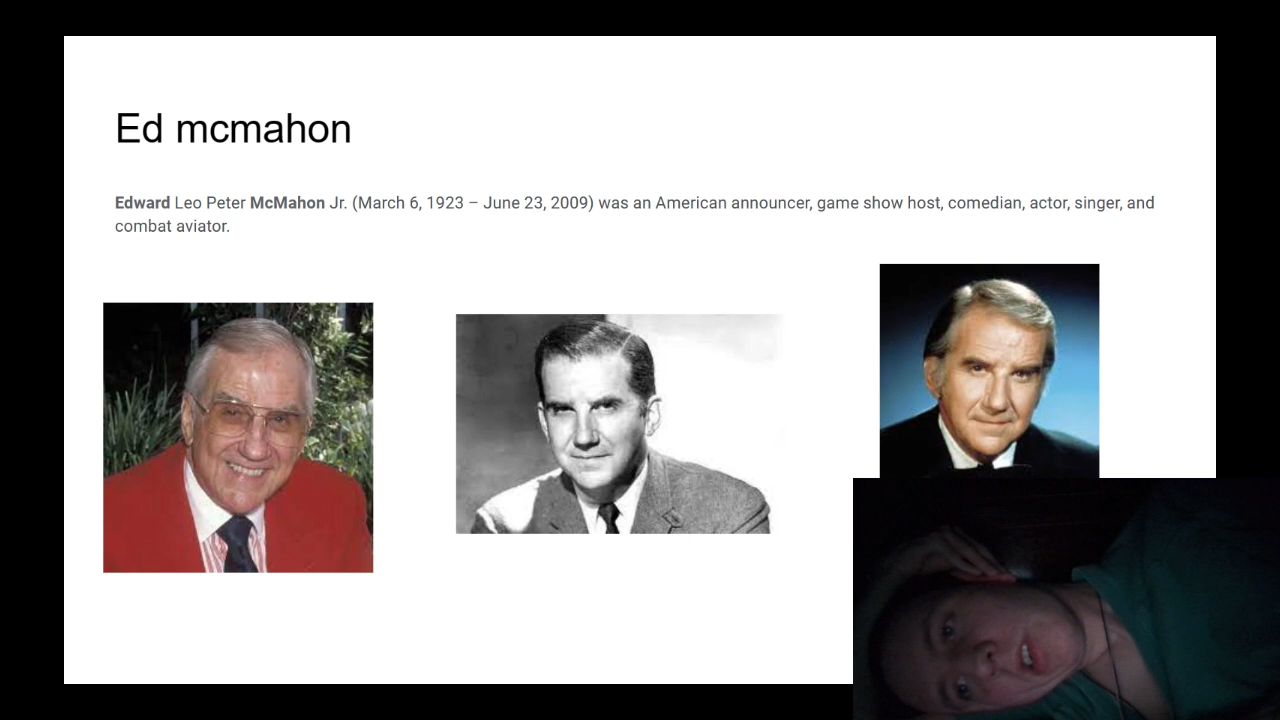 Ed mcmahon
Edward Leo Peter McMahon Jr. (March 6, 1923 – June 23, 2009) was an American announcer, game show host, comedian, actor, singer, and
combat aviator.